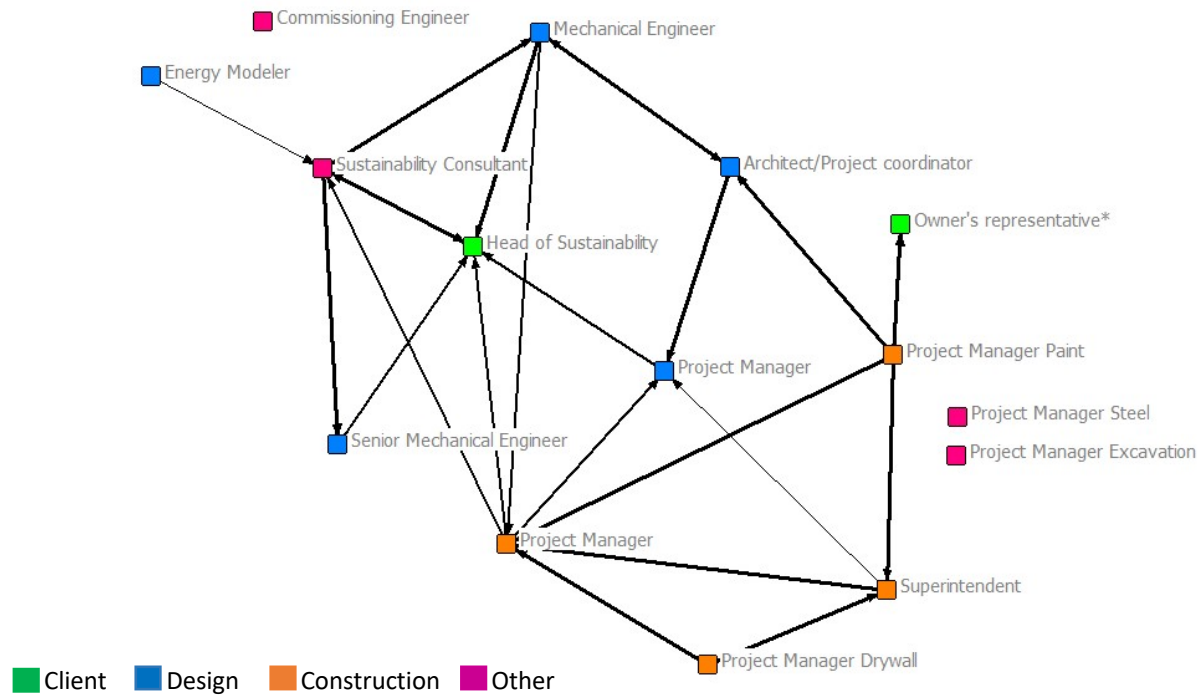 Commissioning Engineer
Mechanical Engineer
Energy Modeler
Sustainability Consultant
Architect/Project coordinator
Owner's representative*
Head of Sustainability
Project Manager Paint
Project Manager
Project Manager Steel
Senior Mechanical Engineer
Project Manager Excavation
Project Manager
Superintendent
Project Manager Drywall
Client Design Construction Other